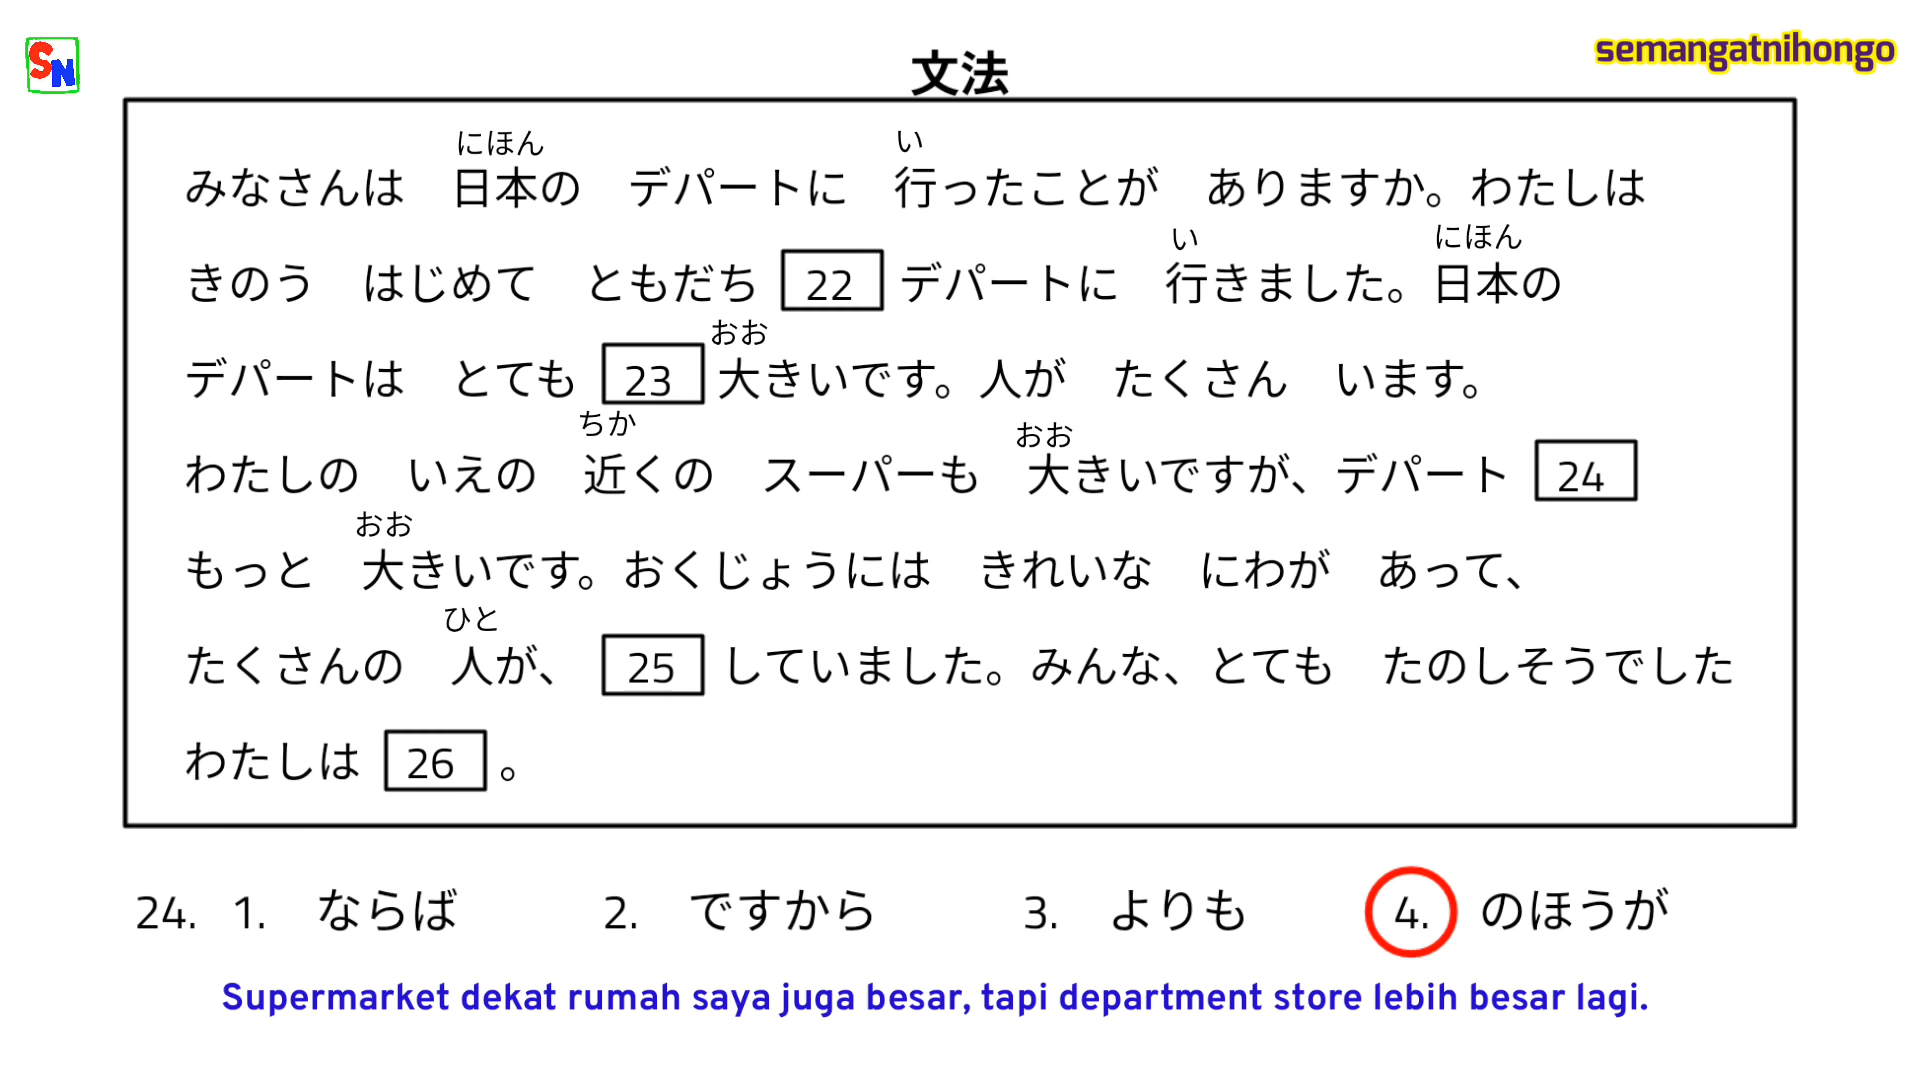 SN
semangatnihongo
文法
にほん い
みなさんは 日本の デパートに 行ったことが ありますか。わたしは
い にほん
きのう はじめて ともだち 22 デパートに 行きました。日本の
おお
デパートは とても 23 大きいです。人が たくさん います。
ちか おお
わたしの いえの 近くの スーパーも 大きいですが、デパート 24
おお
もっと 大きいです。おくじょうには きれいな にわが あって、
ひと
たくさんの 人が、 25 していました。みんな、とても たのしそうでした
わたしは 26 。
24. 1. ならば 2. ですから 3. よりも 4. のほうが
Supermarket dekat rumah saya juga besar, tapi department store lebih besar lagi.